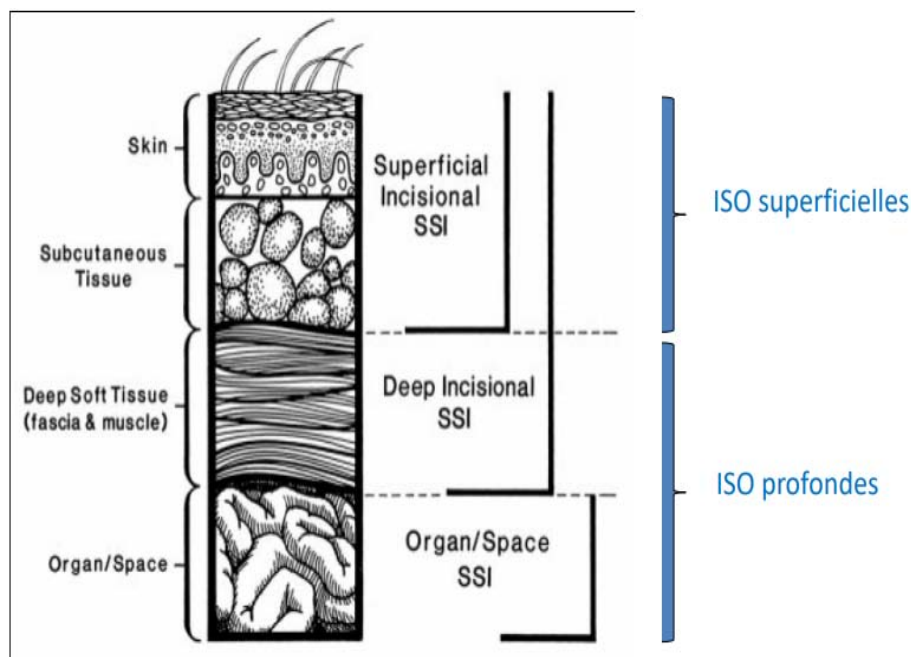 Skin
Subcutaneous
Tissue
Deep Soft Tissue
(fascia & muscle)
Organ/Space
Superficial
Incisional
SSI
Deep Incisional
SSI
Organ/Space
SSI
ISO superficielles
ISO profondes